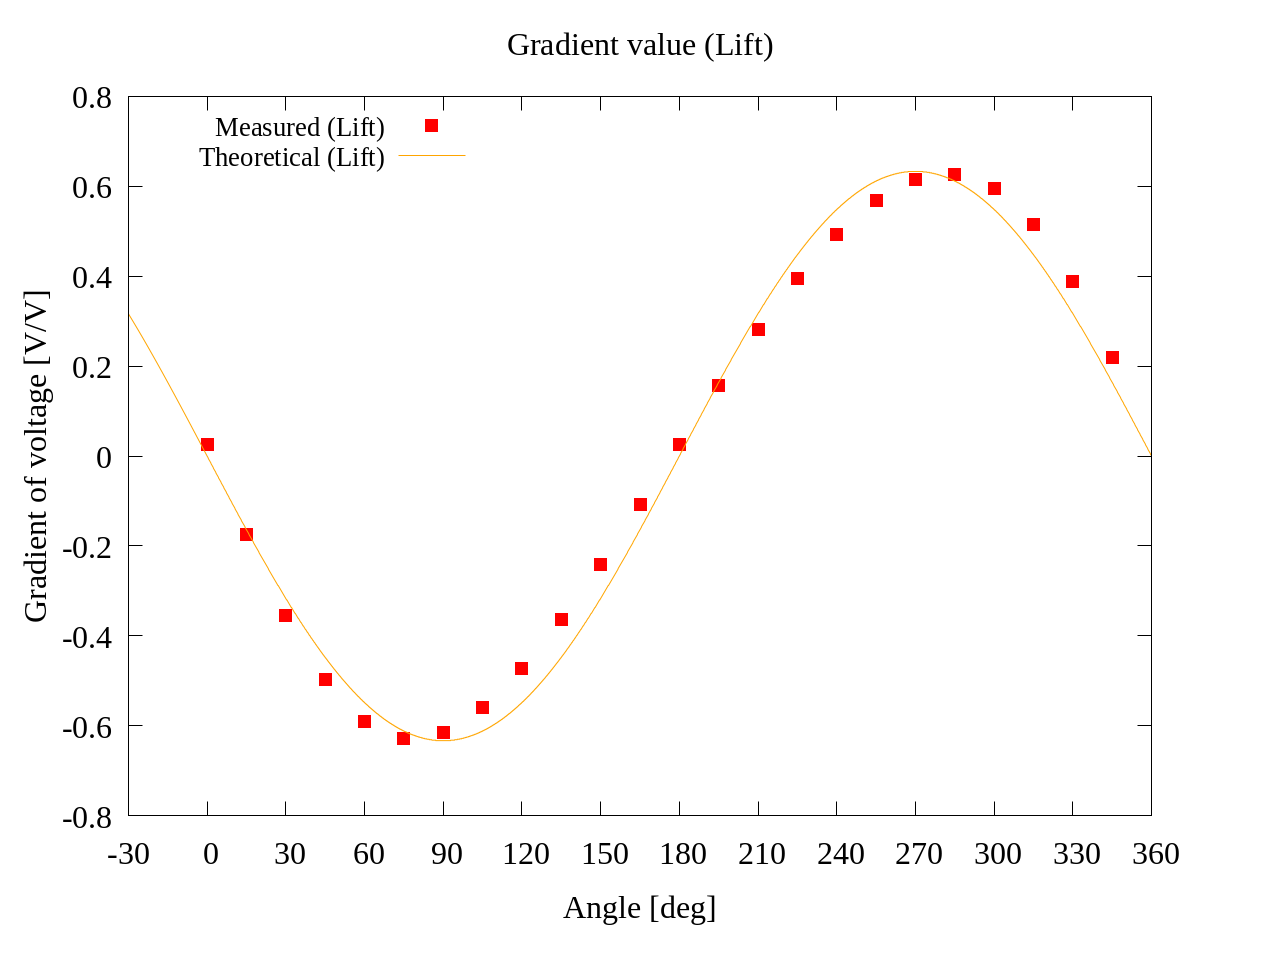 Gradient value (Lift)
Measured (Lift)
Theoretical (Lift)
0.8
0.6
0.4
0.2
0
-0.2
-0.4
-0.6
-0.8
Gradient of voltage [V/V]
-30 0 30 60 90 120 150 180 210 240 270 300 330 360
Angle [deg]